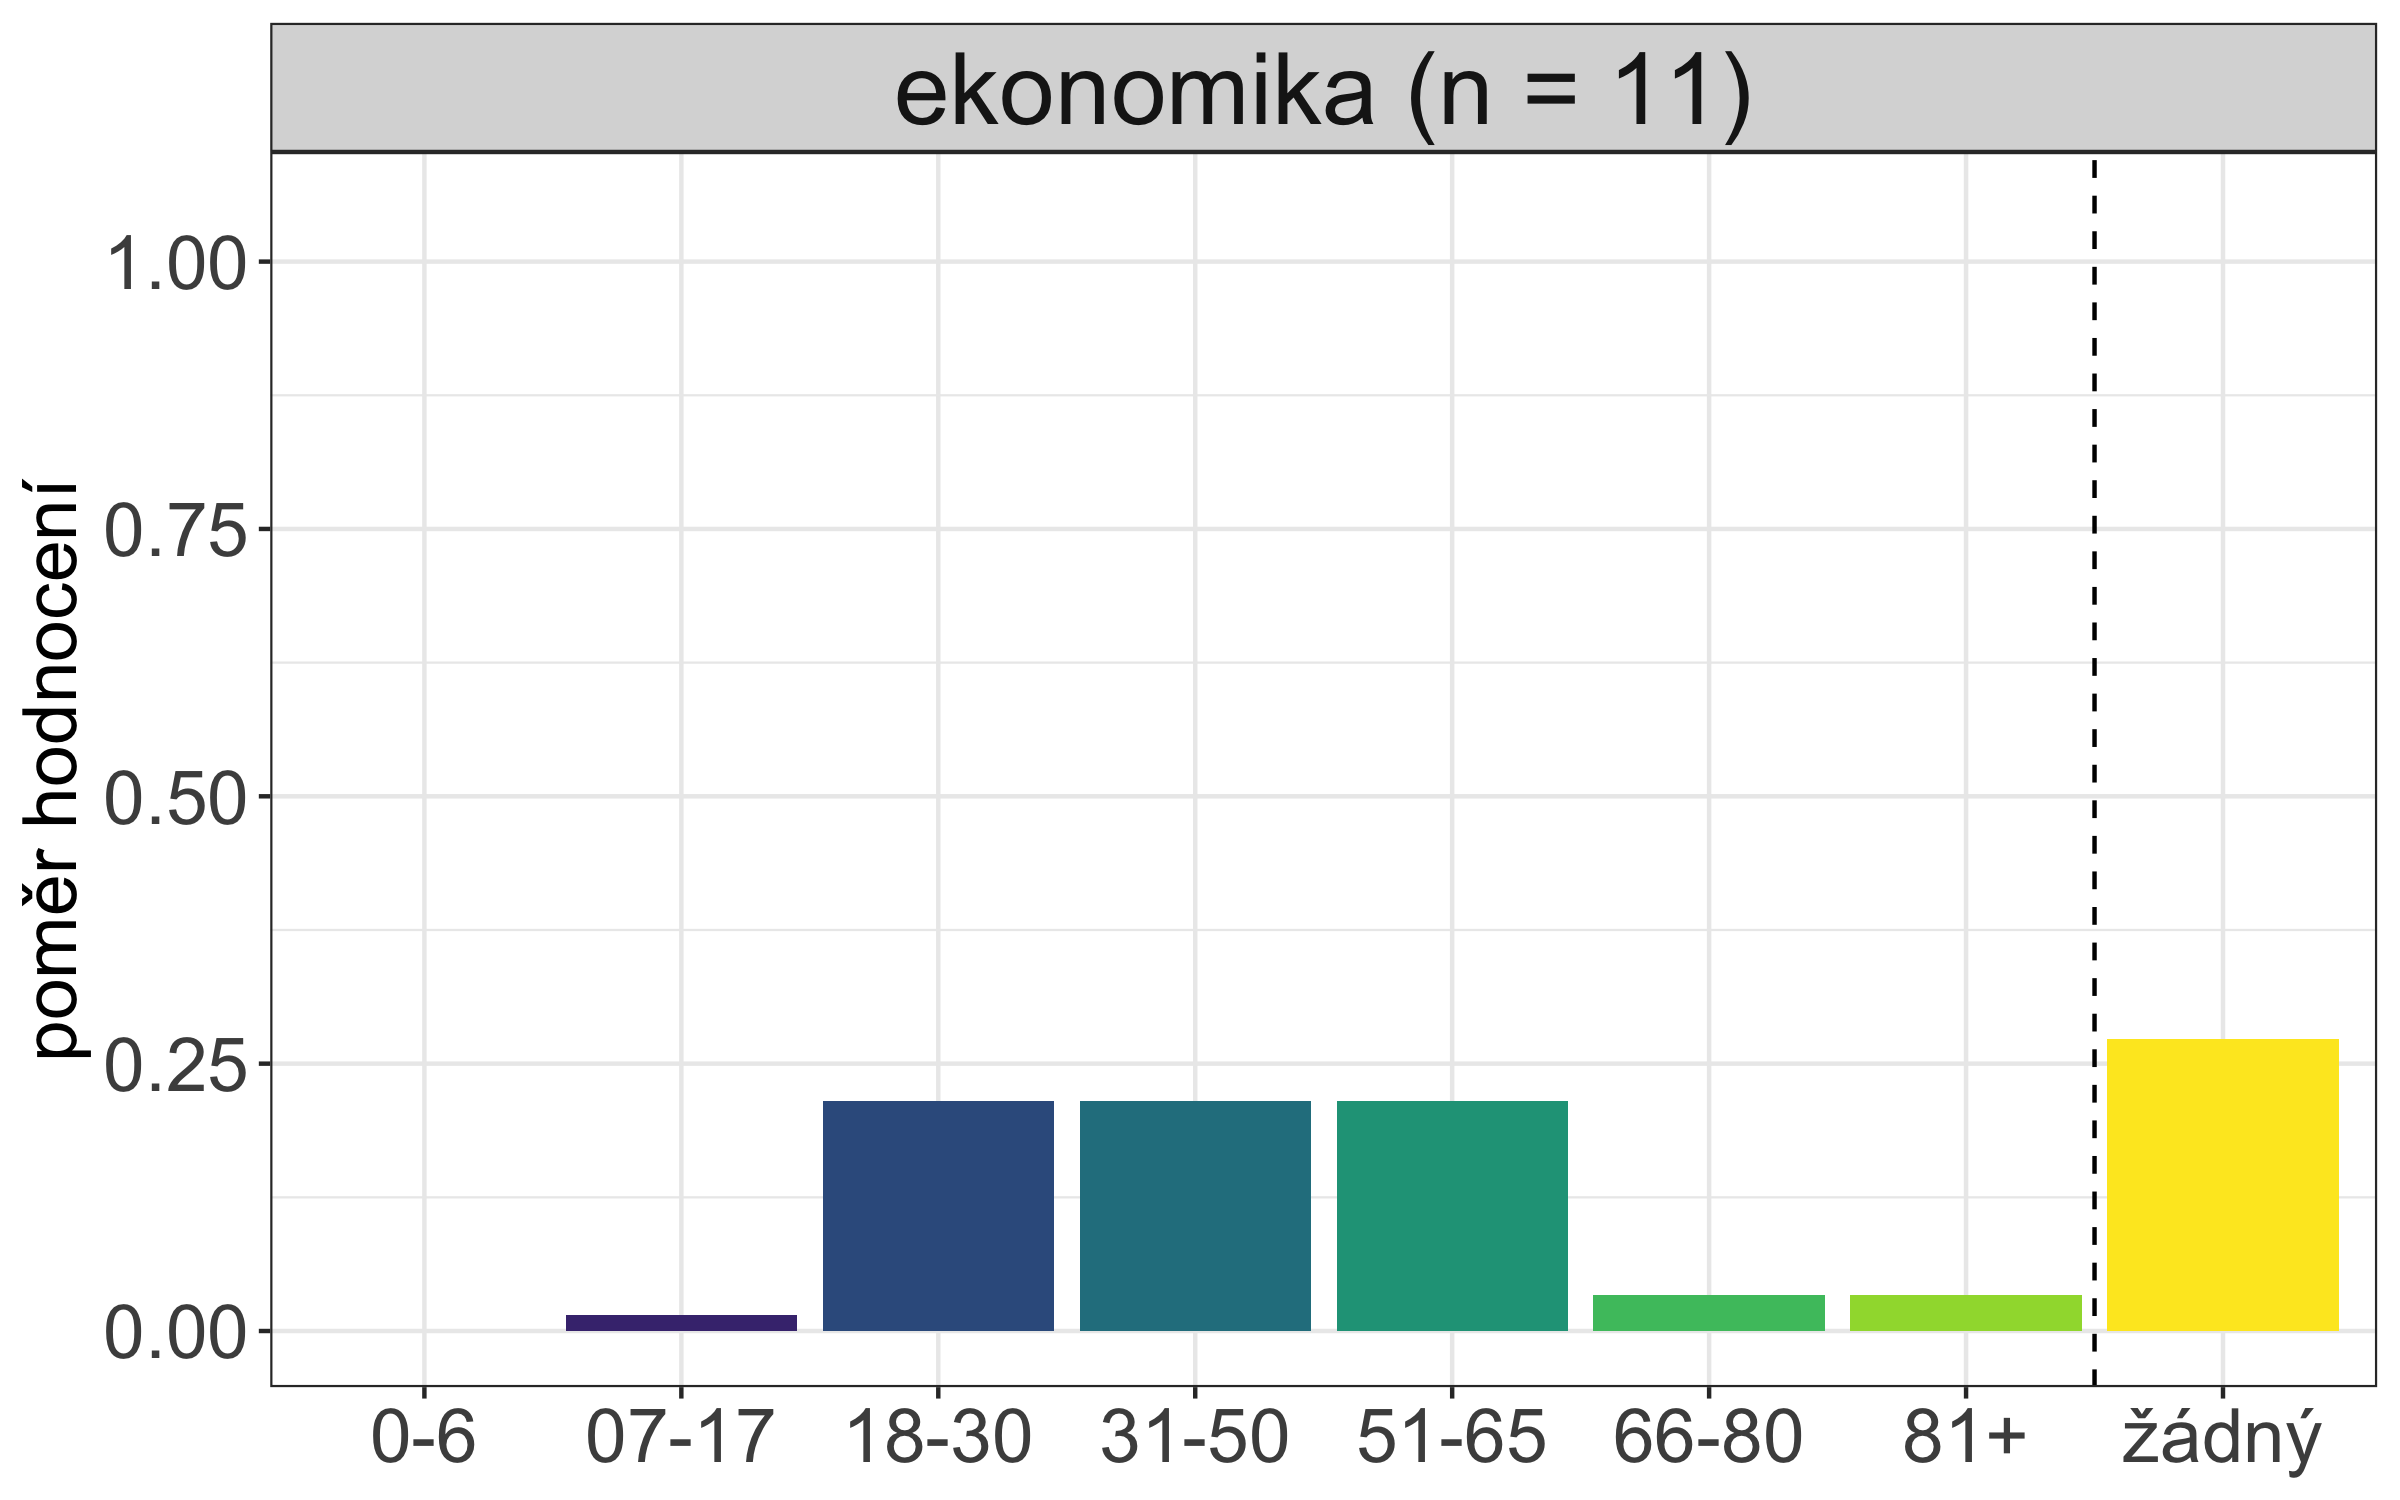 ekonomika (n = 11)
poměr hodnocení
1.00
0.75
0.50
0.25
0.00
0-6 07-17 18-30 31-50 51-65 66-80 81+ žádný